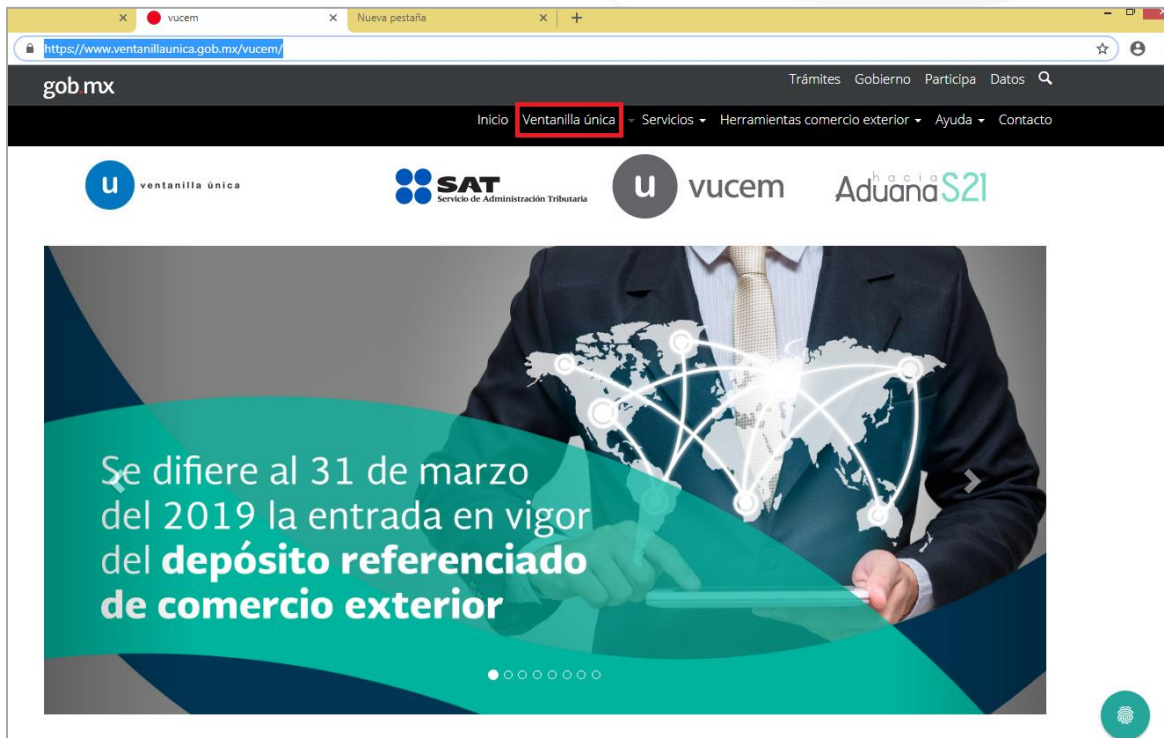 vucem
Nueva pestaña
https://www.ventanillaunica.gob.mx/vucem/
gob.mx
Trámites Gobierno Participa Datos
Inicio Ventanilla única Servicios Herramientas comercio exterior Ayuda Contacto
u ventanilla única
SAT
Servicio de Administración Tributaria
u vucem
hacia
AduanaS21
Se difiere al 31 de marzo
del 2019 la entrada en vigor
del depósito referenciado
de comercio exterior